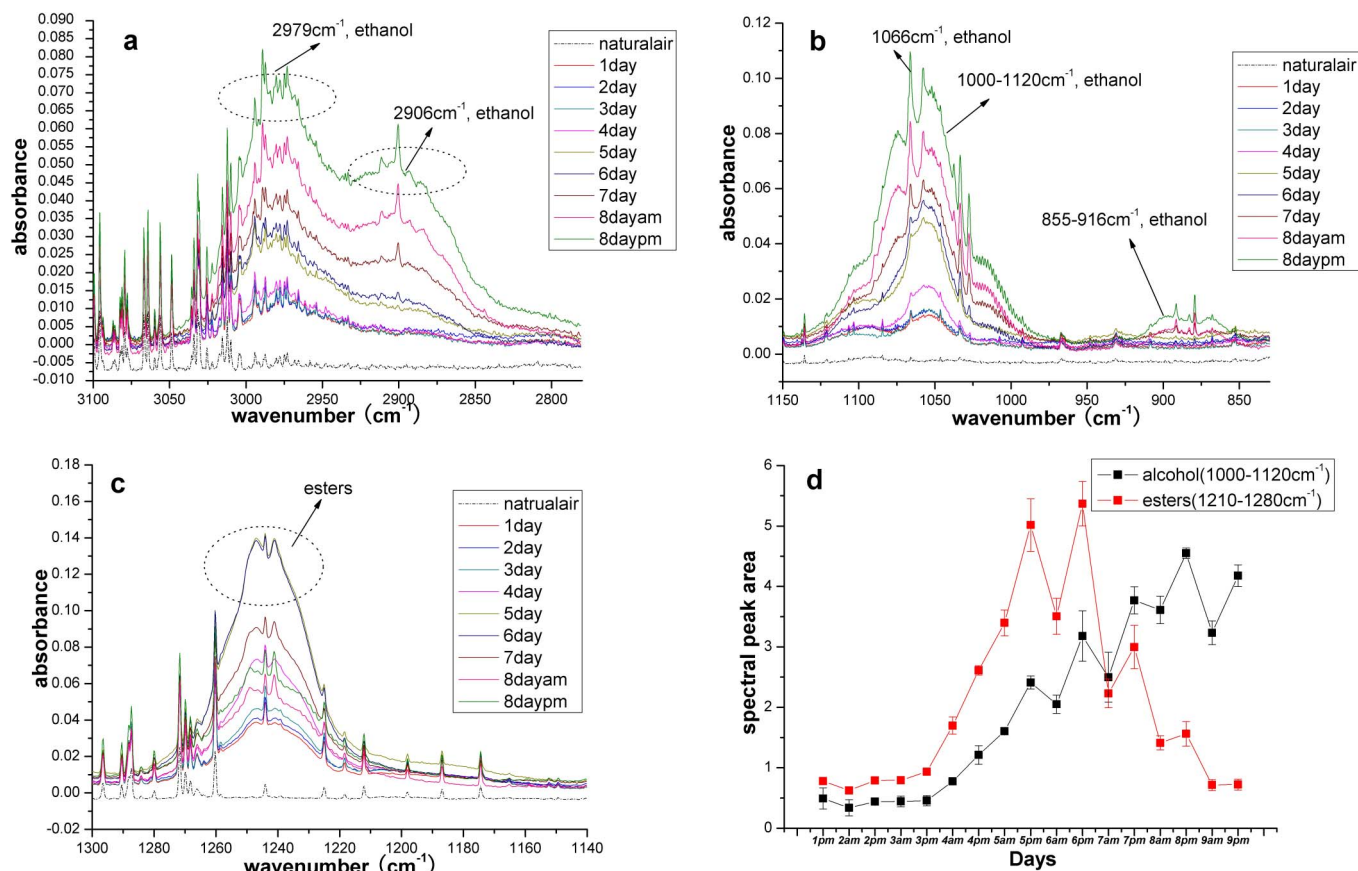 a
2979cm⁻¹, ethanol
2906cm⁻¹, ethanol
naturalair
1day
2day
3day
4day
5day
6day
7day
8dayam
8daypm
absorbance
0.090
0.085
0.080
0.075
0.070
0.065
0.060
0.055
0.050
0.045
0.040
0.035
0.030
0.025
0.020
0.015
0.010
0.005
0.000
-0.005
-0.010
3100 3050 3000 2950 2900 2850 2800
wavenumber (cm⁻¹)
b
1066cm⁻¹, ethanol
1000-1120cm⁻¹, ethanol
855-916cm⁻¹, ethanol
naturalair
1day
2day
3day
4day
5day
6day
7day
8dayam
8daypm
absorbance
0.12
0.10
0.08
0.06
0.04
0.02
0.00
1150 1100 1050 1000 950 900 850
wavenumber (cm⁻¹)
c
esters
natrualair
1day
2day
3day
4day
5day
6day
7day
8dayam
8daypm
absorbance
0.18
0.16
0.14
0.12
0.10
0.08
0.06
0.04
0.02
0.00
-0.02
1300 1280 1260 1240 1220 1200 1180 1160 1140
wavenumber (cm⁻¹)
d
alcohol(1000-1120cm⁻¹)
esters(1210-1280cm⁻¹)
spectral peak area
6
5
4
3
2
1
0
1pm 2am 2pm 3am 3pm 4am 4pm 5am 5pm 6am 6pm 7am 7pm 8am 8pm 9am 9pm
Days